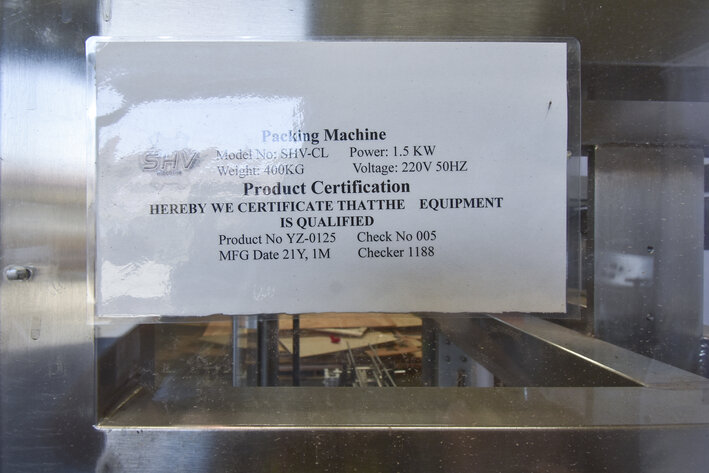 Packing Machine
SHV
Model No: SHV-CL Power: 1.5 KW
Weight: 400KG Voltage: 220V 50HZ
Product Certification
HEREBY WE CERTIFICATE THATTHE EQUIPMENT
IS QUALIFIED
Product No YZ-0125 Check No 005
MFG Date 21Y, 1M Checker 1188